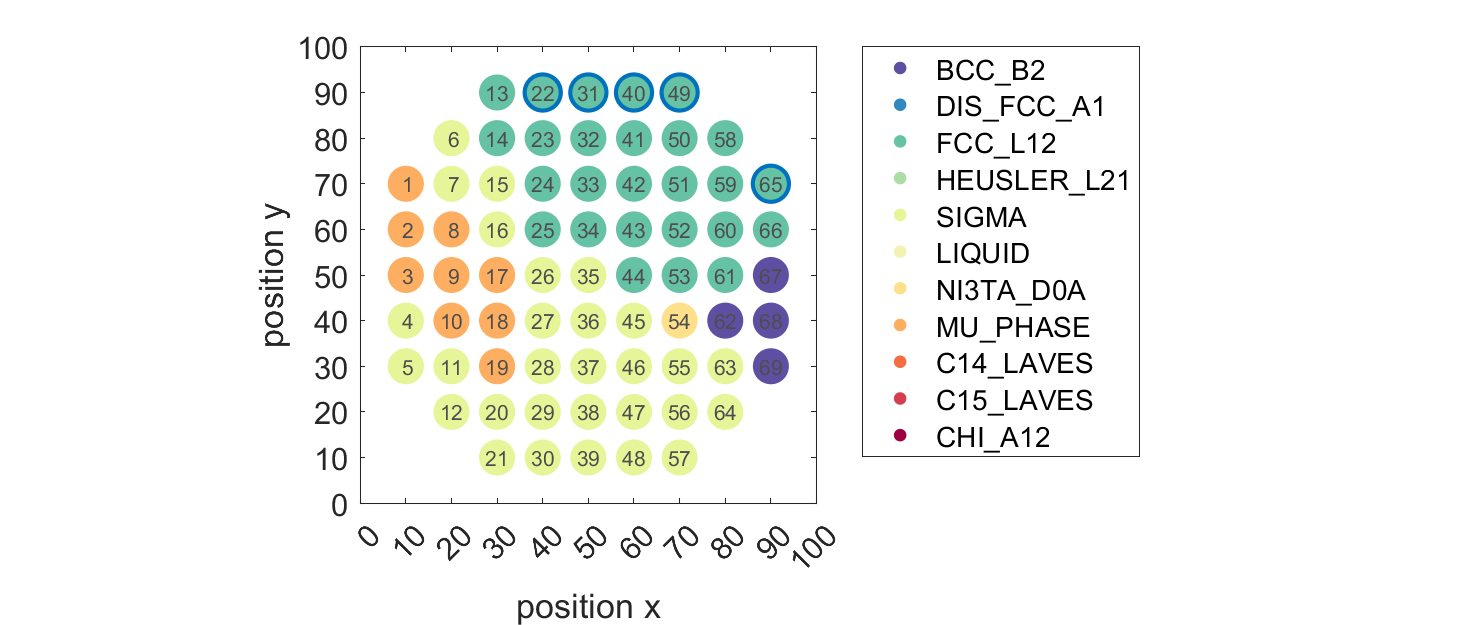 100
90
80
70
60
50
40
30
20
10
0
position y
13 22 31 40 49
6 14 23 32 41 50 58
1 7 15 24 33 42 51 59 65
2 8 16 25 34 43 52 60 66
3 9 17 26 35 44 53 61 67
4 10 18 27 36 45 54 62 68
5 11 19 28 37 46 55 63 69
12 20 29 38 47 56 64
21 30 39 48 57
0 10 20 30 40 50 60 70 80 90 100
position x
BCC_B2
DIS_FCC_A1
FCC_L12
HEUSLER_L21
SIGMA
LIQUID
NI3TA_D0A
MU_PHASE
C14_LAVES
C15_LAVES
CHI_A12